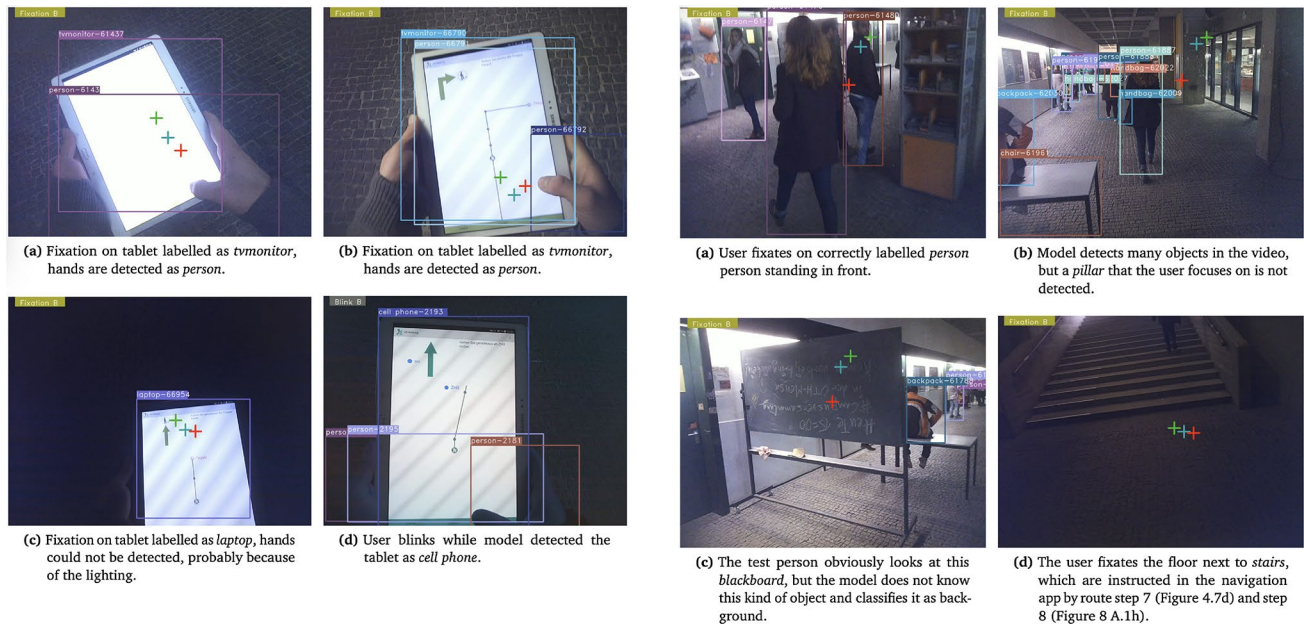 Fixation B
tvmonitor-61437
person-6143
(a) Fixation on tablet labelled as tvmonitor,
hands are detected as person.
Fixation B
tvmonitor-66790
person-66791
person-66792
(b) Fixation on tablet labelled as tvmonitor,
hands are detected as person.
Fixation B
laptop-66954
(c) Fixation on tablet labelled as laptop, hands
could not be detected, probably because
of the lighting.
Blink B
cell phone-2193
perso
person-2195
person-2181
(d) User blinks while model detected the
tablet as cell phone.
Fixation B
person-61480
(a) User fixates on correctly labelled person
person standing in front.
Fixation B
handbag-62022
handbag-62009
chair-61961
(b) Model detects many objects in the video,
but a pillar that the user focuses on is not
detected.
Fixation B
(c) The test person obviously looks at this
blackboard, but the model does not know
this kind of object and classifies it as back-
ground.
Fixation B
(d) The user fixates the floor next to stairs,
which are instructed in the navigation
app by route step 7 (Figure 4.7d) and step
8 (Figure 8 A.1h).